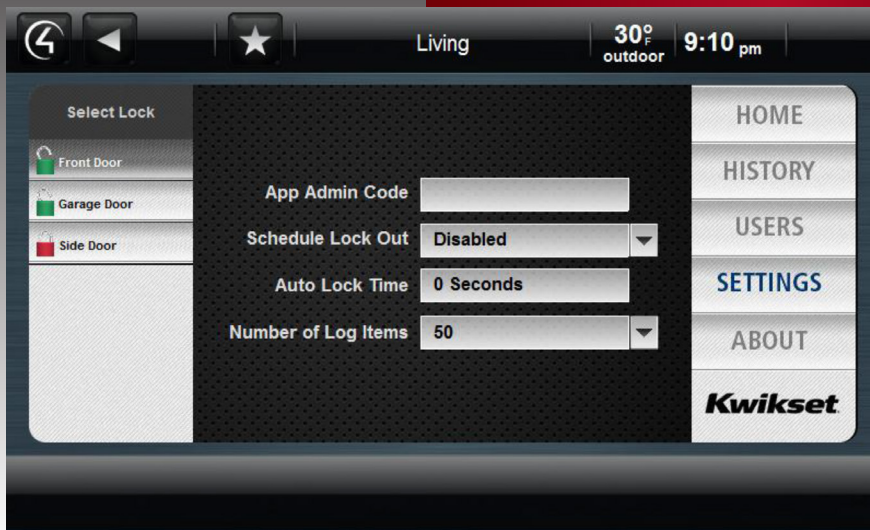 Living
30°F
outdoor
9:10 pm
Select Lock
Front Door
Garage Door
Side Door
App Admin Code
Schedule Lock Out Disabled
Auto Lock Time 0 Seconds
Number of Log Items 50
HOME
HISTORY
USERS
SETTINGS
ABOUT
Kwikset